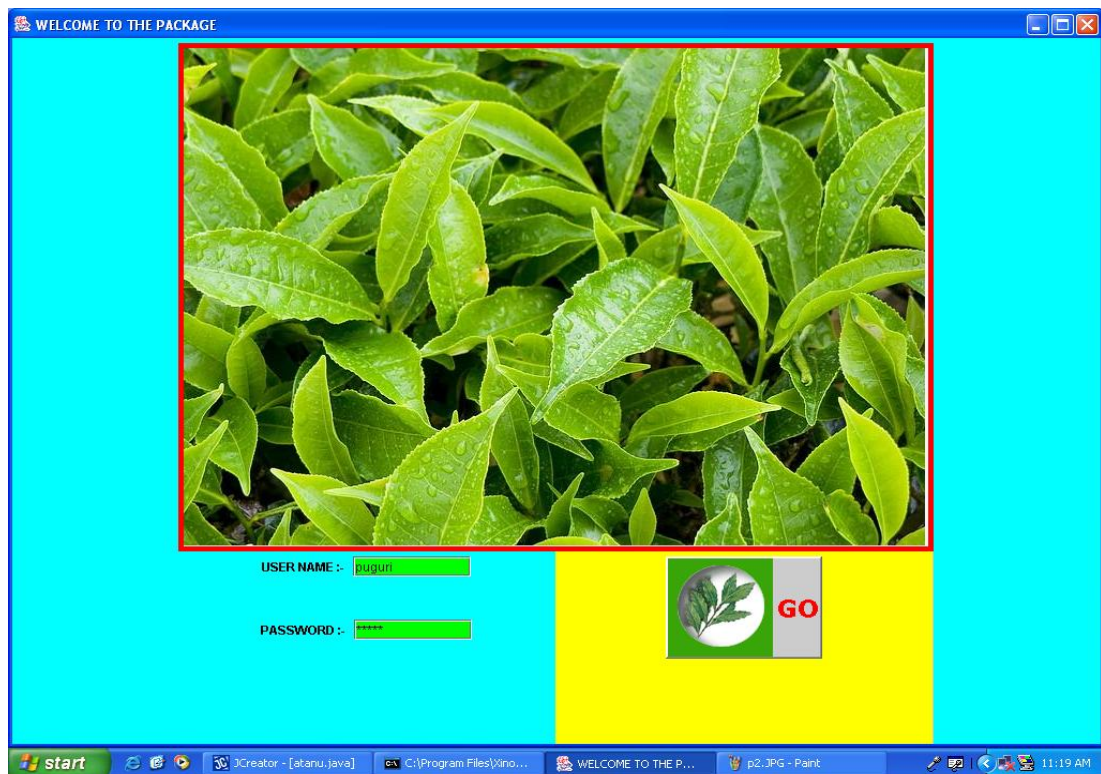 WELCOME TO THE PACKAGE
USER NAME :- puguri
PASSWORD :- *****
GO
start
JCreator - [atanu.java]
C:\Program Files\Xino...
WELCOME TO THE P...
p2.JPG - Paint
11:19 AM